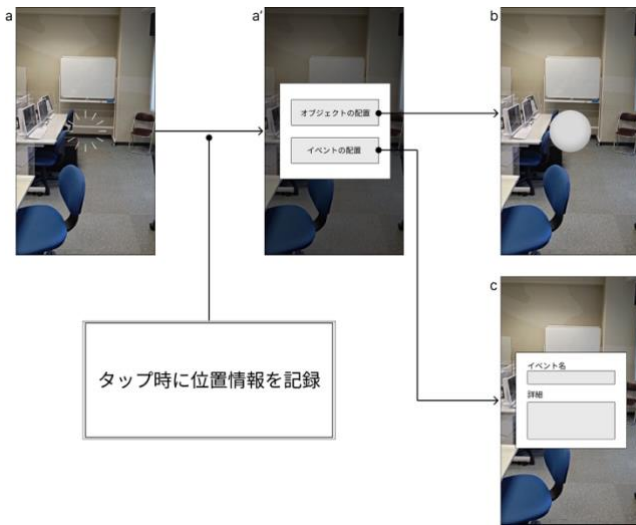 a
a'
b
オブジェクトの配置
イベントの配置
c
イベント名
詳細
タップ時に位置情報を記録